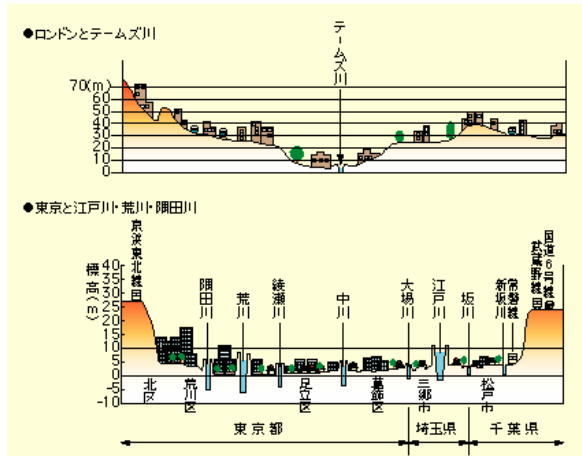 ●ロンドンとテームズ川
テームズ川
70(m)
60
50
40
30
20
10
0
●東京と江戸川・荒川・隅田川
京浜東北線
国道6号線
武蔵野線
標高(m)
40
35
30
25
20
15
10
5
0
-5
-10
隅田川
荒川
綾瀬川
中川
大場川
江戸川
坂川
新坂川
常磐線
北区
荒川区
足立区
葛飾区
三郷市
松戸市
東京都
埼玉県
千葉県